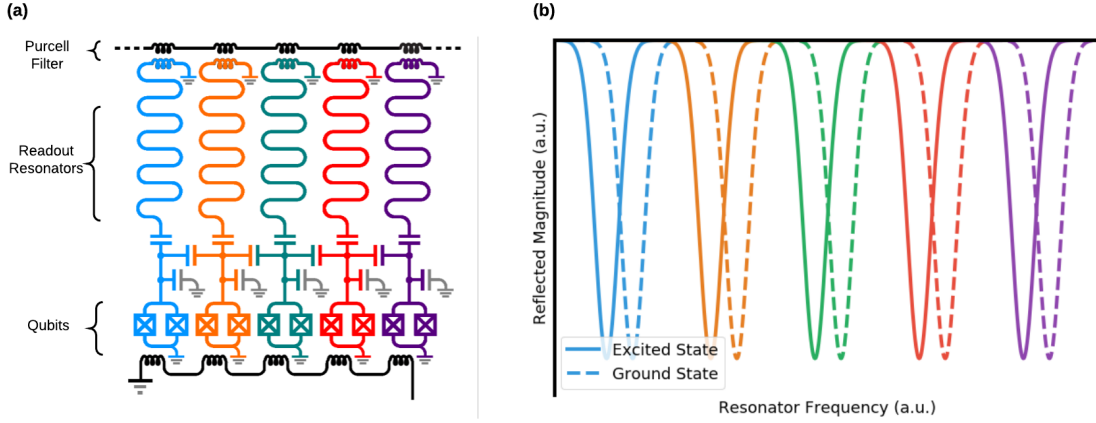 (a)
Purcell
Filter
Readout
Resonators
Qubits
(b)
Reflected Magnitude (a.u.)
Excited State
Ground State
Resonator Frequency (a.u.)